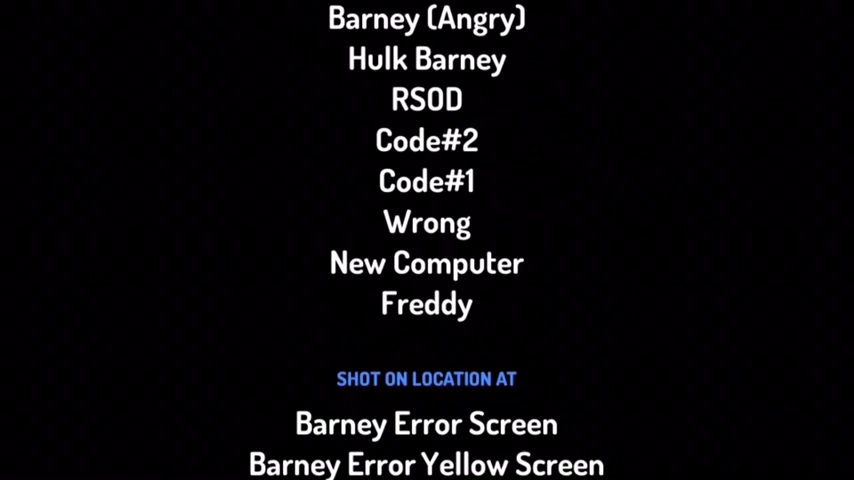 Barney (Angry)
Hulk Barney
RSOD
Code#2
Code#1
Wrong
New Computer
Freddy
SHOT ON LOCATION AT
Barney Error Screen
Barney Error Yellow Screen